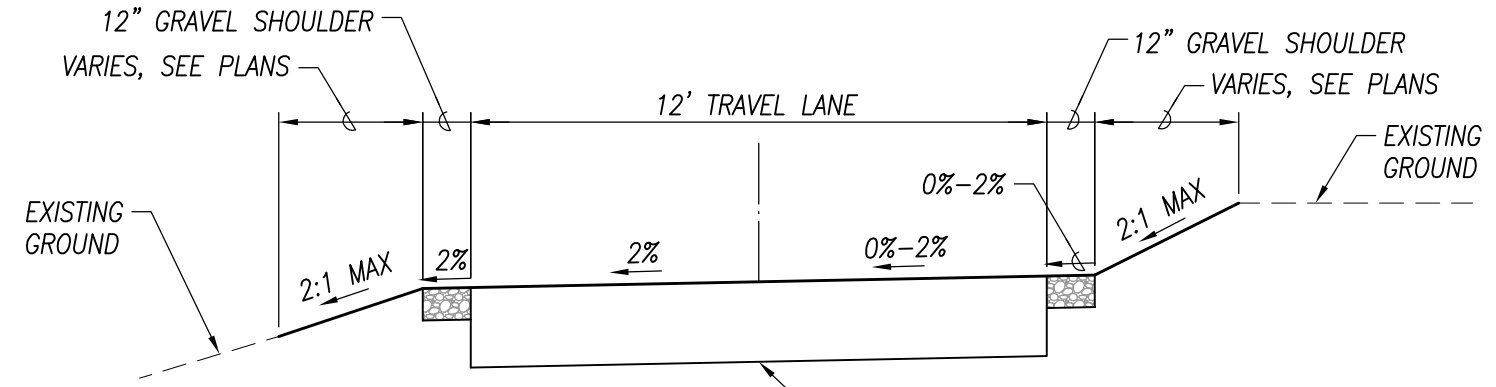 12” GRAVEL SHOULDER
VARIES, SEE PLANS
12’ TRAVEL LANE
12” GRAVEL SHOULDER
VARIES, SEE PLANS
EXISTING
GROUND
0%–2%
2:1 MAX
EXISTING
GROUND
2:1 MAX
2%
2%
0%–2%